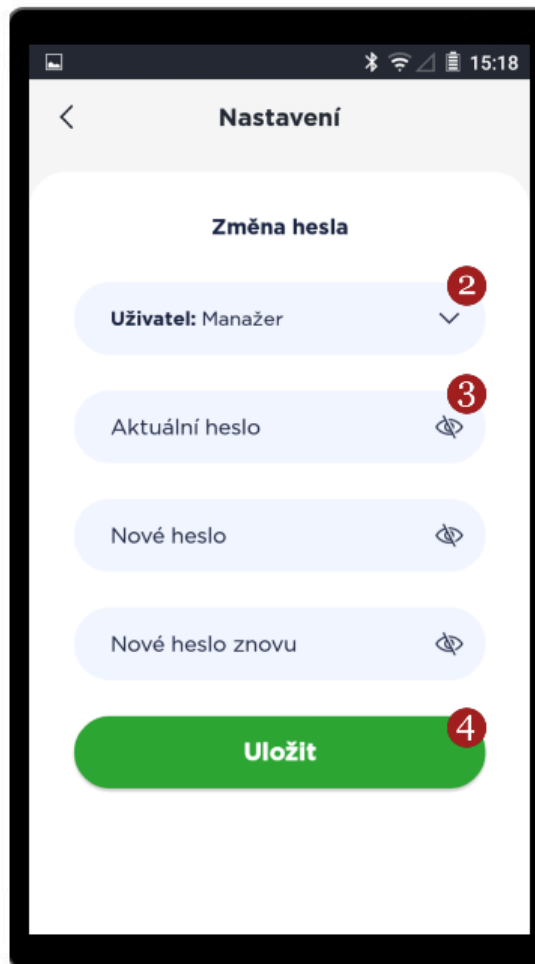 15:18
Nastavení
Změna hesla
2
Uživatel: Manažer
3
Aktuální heslo
Nové heslo
Nové heslo znovu
4
Uložit